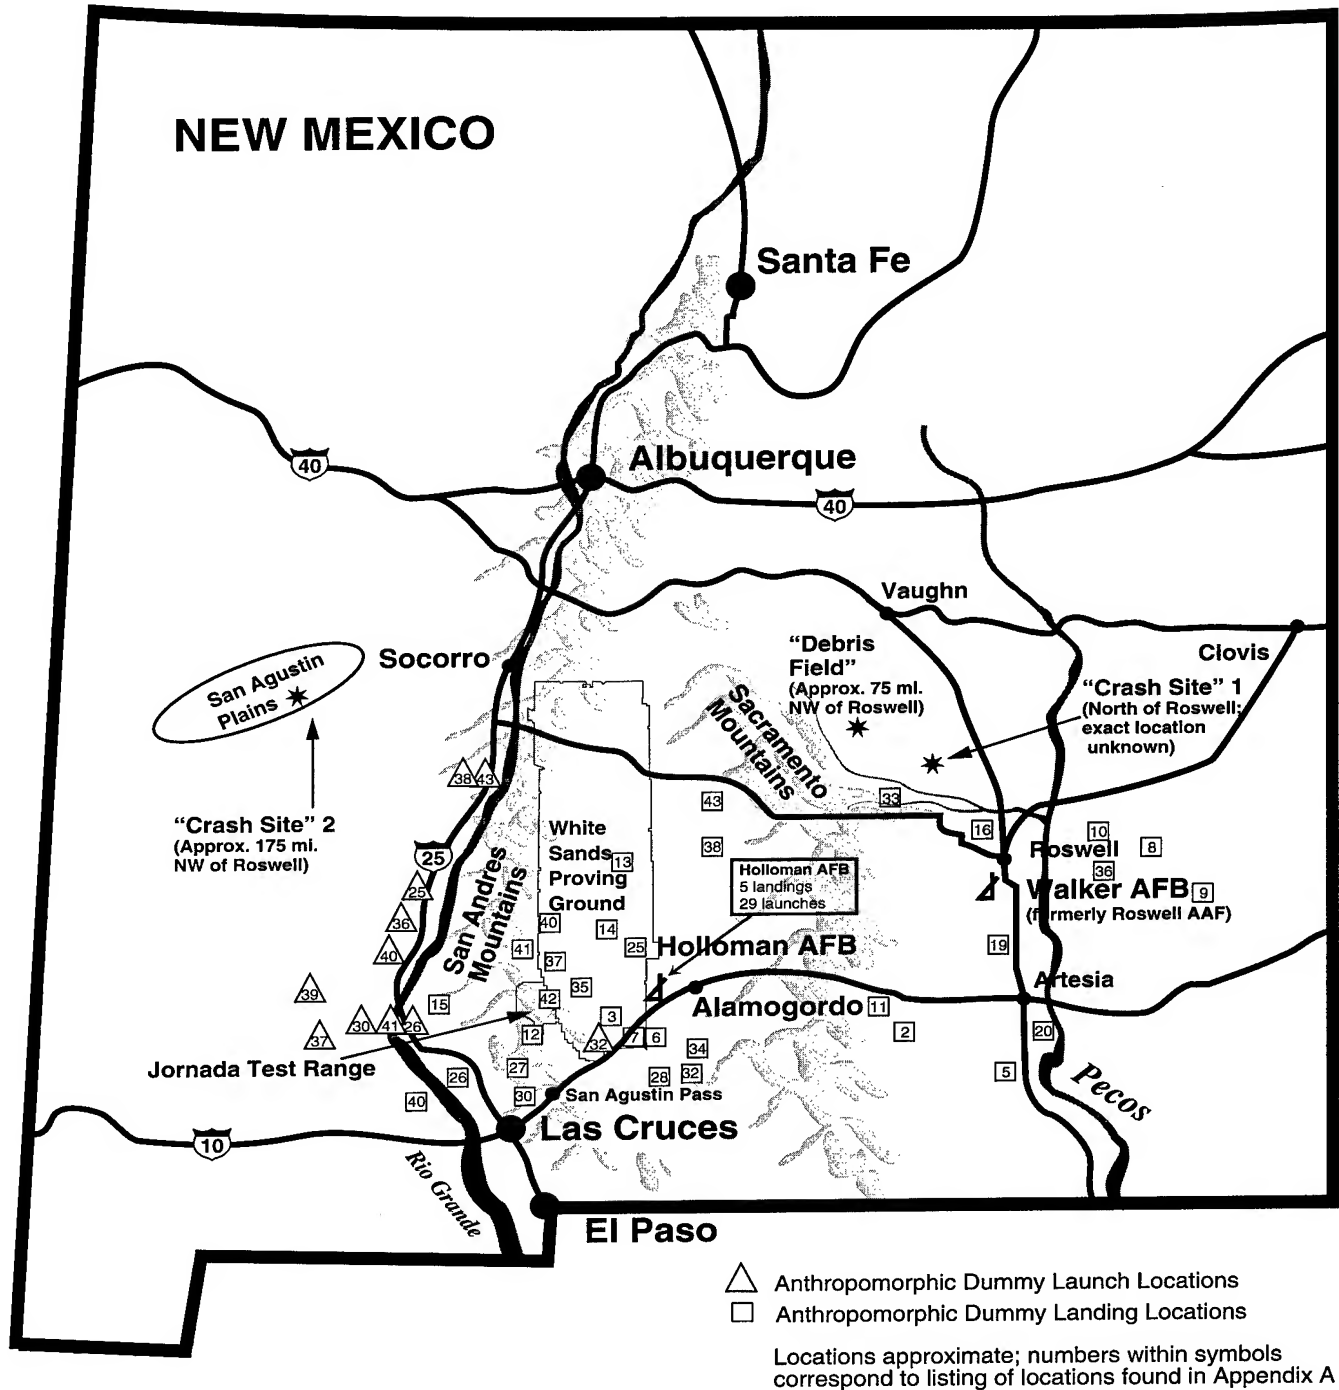 NEW MEXICO
Santa Fe
Albuquerque
40
40
Vaughn
Clovis
"Debris
Field"
(Approx. 75 mi.
NW of Roswell)
"Crash Site" 1
(North of Roswell;
exact location
unknown)
Socorro
San Agustin
Plains
Sacramento
Mountains
38
43
"Crash Site" 2
(Approx. 175 mi.
NW of Roswell)
25
White
Sands
Proving
Ground
13
43
38
33
16
10
8
Roswell
36
9
Walker AFB
(formerly Roswell AAF)
Holloman AFB
5 landings
29 launches
San Andres
Mountains
25
36
40
39
37
30
41
26
15
40
41
37
14
25
35
42
3
12
32
7
6
Holloman AFB
Alamogordo
11
2
19
Artesia
20
5
Pecos
Jornada Test Range
26
27
30
40
34
32
28
San Agustin Pass
Las Cruces
10
Rio Grande
El Paso
Anthropomorphic Dummy Launch Locations
Anthropomorphic Dummy Landing Locations
Locations approximate; numbers within symbols
correspond to listing of locations found in Appendix A